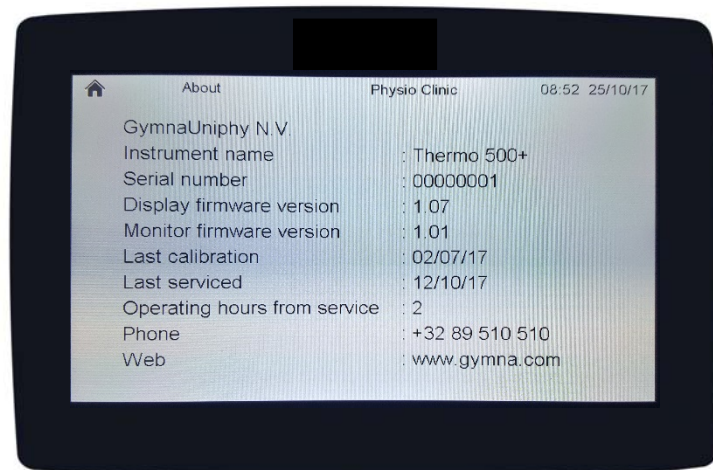 About Physio Clinic 08:52 25/10/17
GymnaUniphy N.V.
Instrument name : Thermo 500+
Serial number : 00000001
Display firmware version : 1.07
Monitor firmware version : 1.01
Last calibration : 02/07/17
Last serviced : 12/10/17
Operating hours from service : 2
Phone : +32 89 510 510
Web : www.gymna.com